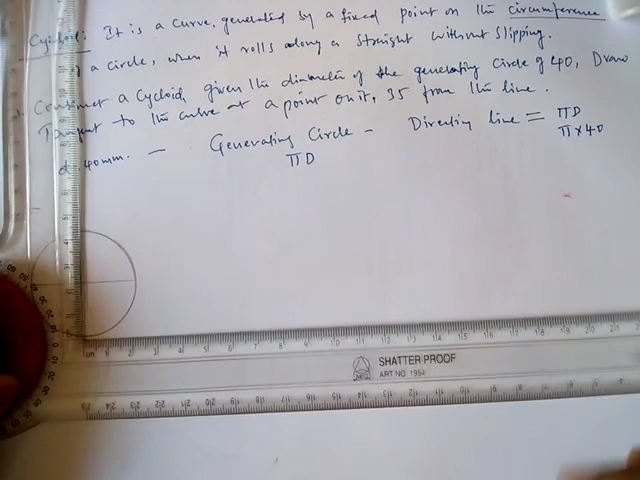 Cycloid: It is a curve, generated by a fixed point on the circumference
of a circle, when it rolls along a straight without slipping.
Construct a Cycloid, given the diameter of the generating circle of 40, Draw
Tangent to the curve at a point on it, 35 from the line.
d. 40mm. — Generating Circle — Directing line = πD
πD
π×40
SHATTER PROOF
ART NO 1954